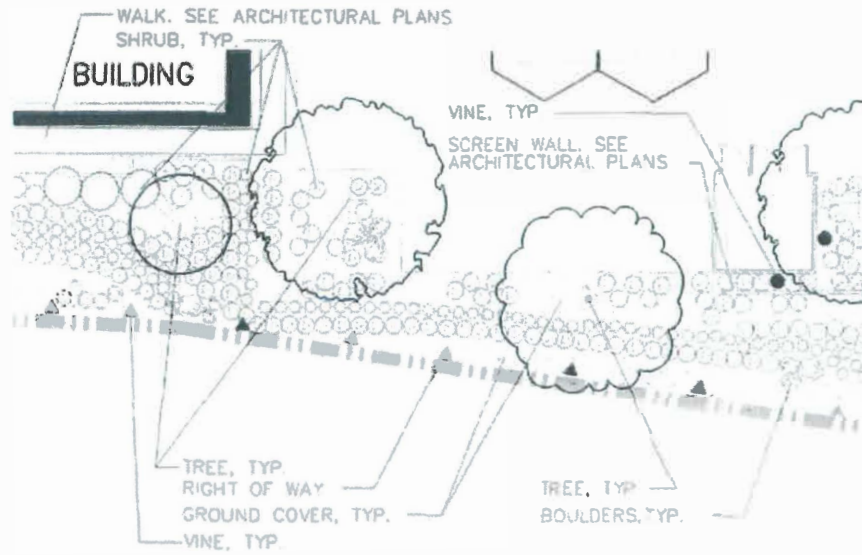 WALK. SEE ARCHITECTURAL PLANS
SHRUB, TYP.
BUILDING
VINE, TYP
SCREEN WALL. SEE
ARCHITECTURAL PLANS
TREE, TYP.
RIGHT OF WAY
GROUND COVER, TYP.
VINE, TYP.
TREE, TYP
BOULDERS, TYP.